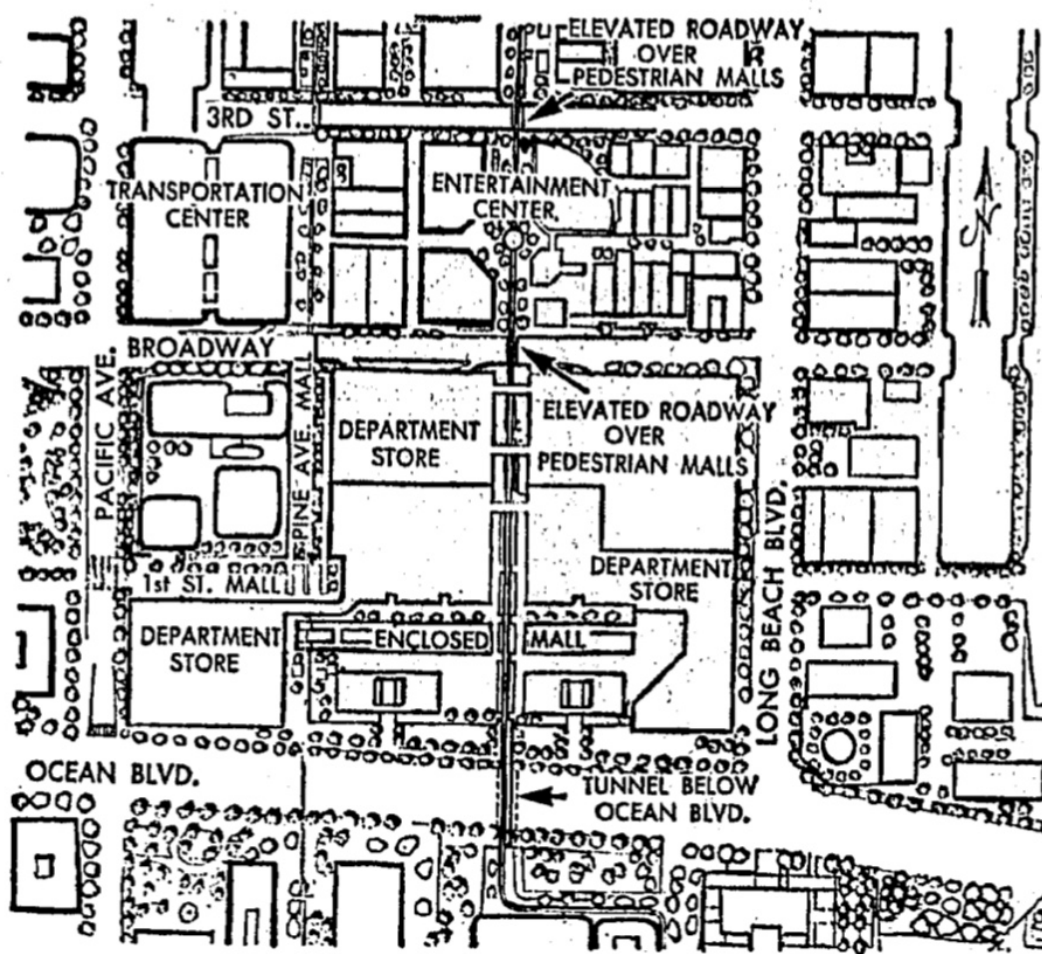 ELEVATED ROADWAY
OVER
PEDESTRIAN MALLS
3RD ST.
TRANSPORTATION
CENTER
ENTERTAINMENT
CENTER
N
BROADWAY
PACIFIC AVE.
PINE AVE. MALL
DEPARTMENT
STORE
ELEVATED ROADWAY
OVER
PEDESTRIAN MALLS
LONG BEACH BLVD.
1st ST. MALL
DEPARTMENT
STORE
DEPARTMENT
STORE
ENCLOSED MALL
OCEAN BLVD.
TUNNEL BELOW
OCEAN BLVD.